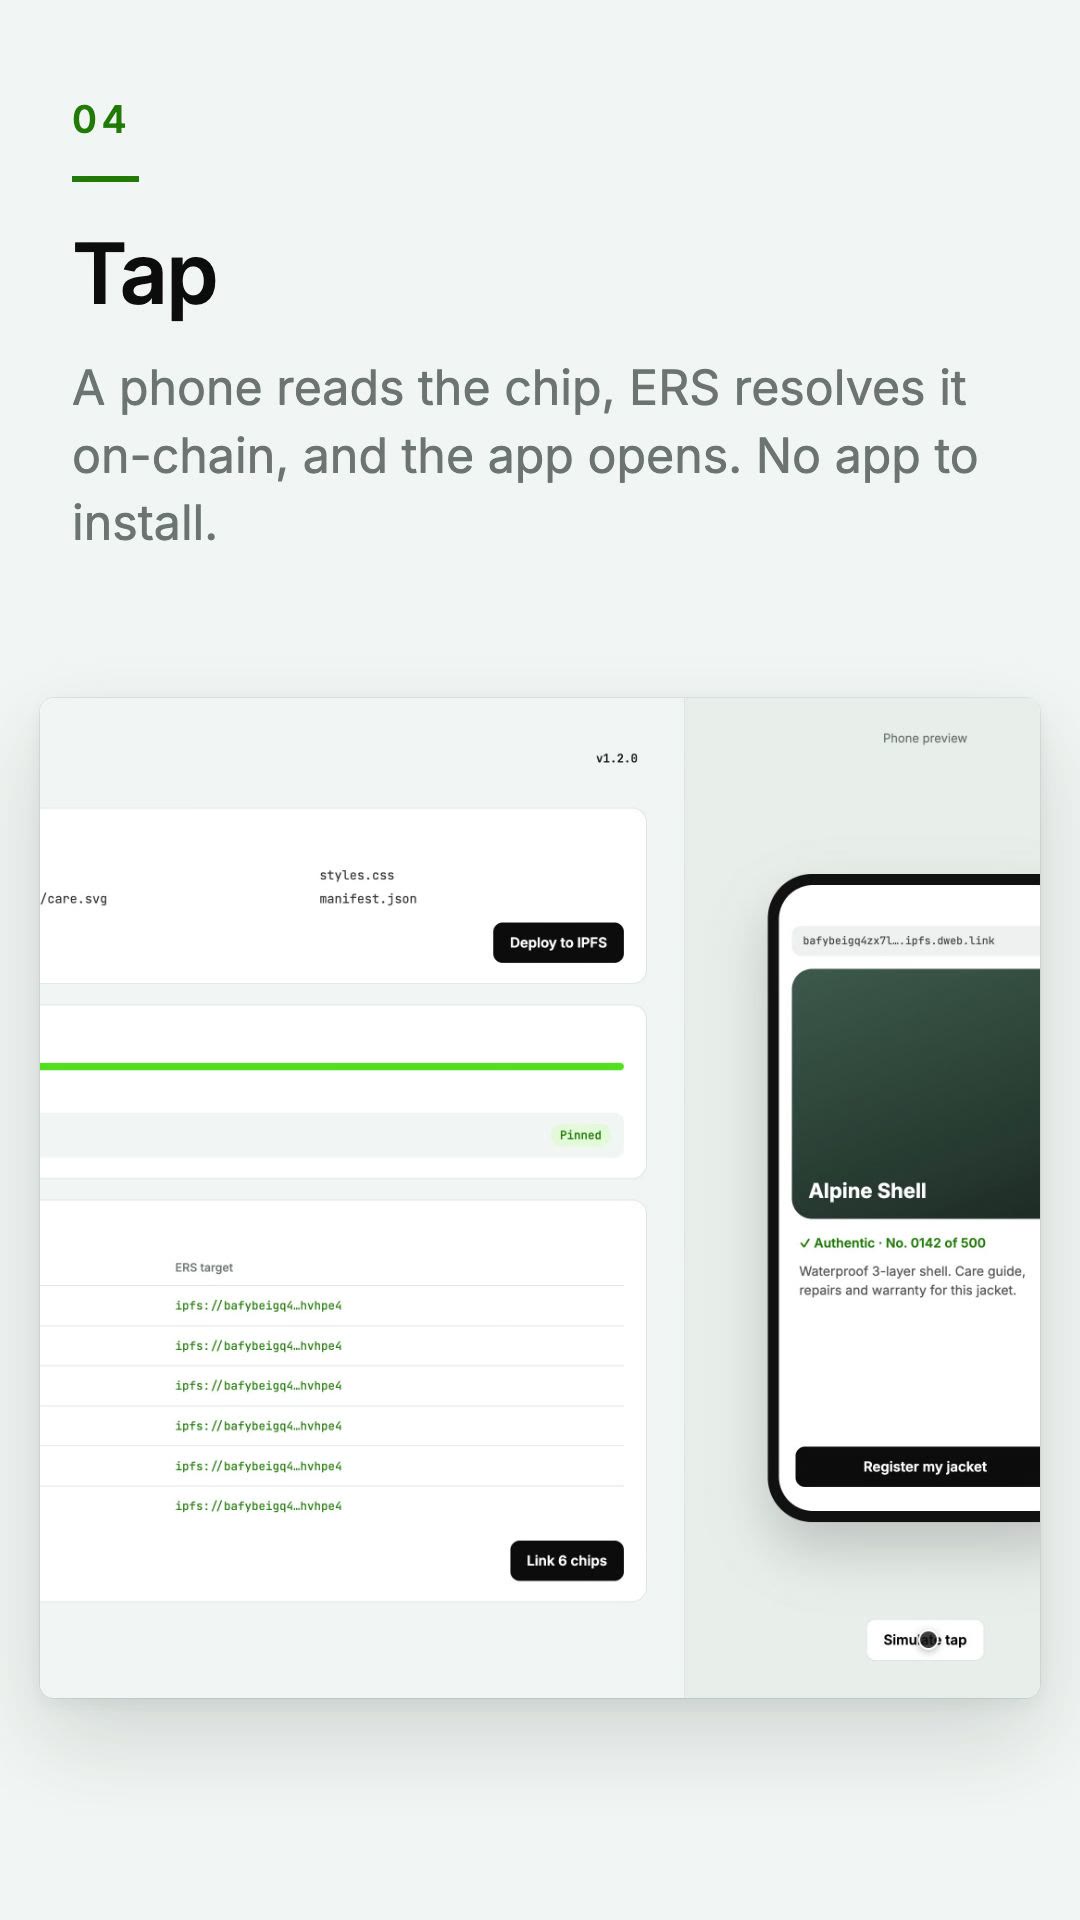 04
Tap
A phone reads the chip, ERS resolves it
on-chain, and the app opens. No app to
install.
v1.2.0
styles.css
/care.svg
manifest.json
Deploy to IPFS
Pinned
ERS target
ipfs://bafybeigq4…hvhpe4
ipfs://bafybeigq4…hvhpe4
ipfs://bafybeigq4…hvhpe4
ipfs://bafybeigq4…hvhpe4
ipfs://bafybeigq4…hvhpe4
ipfs://bafybeigq4…hvhpe4
Link 6 chips
Phone preview
bafybeigq4zx7l….ipfs.dweb.link
Alpine Shell
✓ Authentic · No. 0142 of 500
Waterproof 3-layer shell. Care guide,
repairs and warranty for this jacket.
Register my jacket
Simulate tap